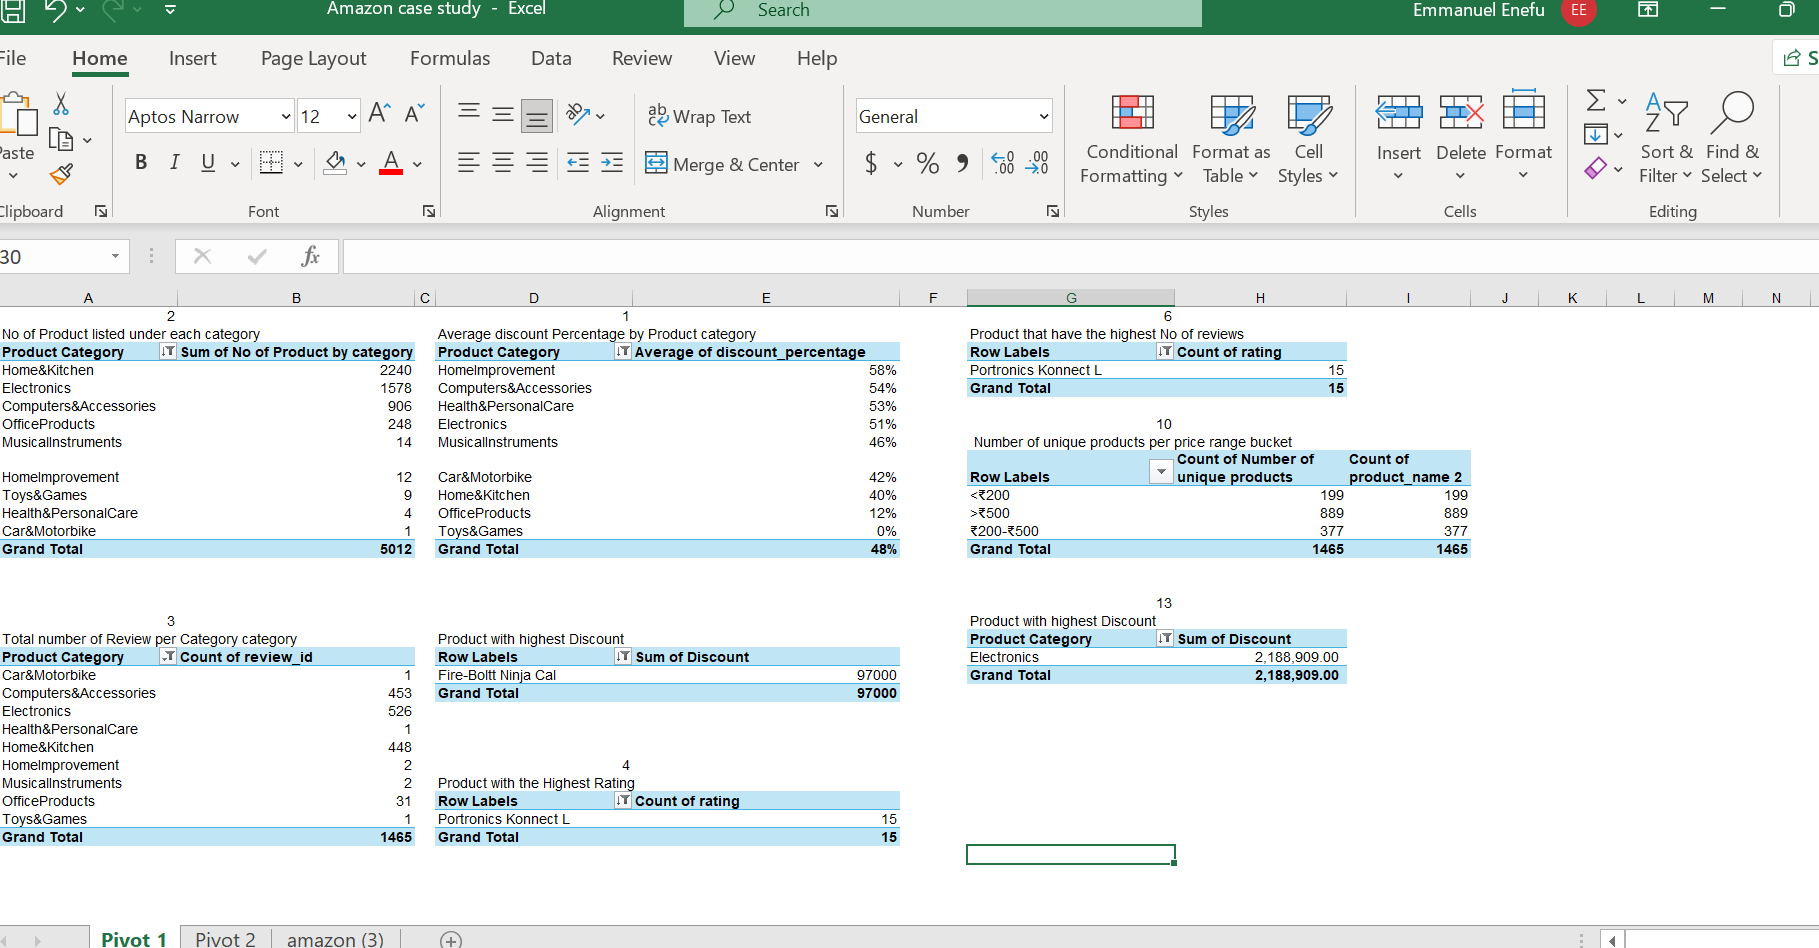 Amazon case study - Excel
Search
Emmanuel Enefu
EE
File Home Insert Page Layout Formulas Data Review View Help
S
Paste
Clipboard
Aptos Narrow 12
B I U A
Font
Wrap Text
Merge & Center
Alignment
General
$ % 9 .00 .00
Number
Conditional Formatting
Format as Table
Cell Styles
Styles
Insert Delete Format
Cells
Sort & Filter
Find & Select
Editing
30 fx
A B C D E F G H I J K L M N
2
No of Product listed under each category
Product Category Sum of No of Product by category
Home&Kitchen 2240
Electronics 1578
Computers&Accessories 906
OfficeProducts 248
MusicalInstruments 14
HomeImprovement 12
Toys&Games 9
Health&PersonalCare 4
Car&Motorbike 1
Grand Total 5012
1
Average discount Percentage by Product category
Product Category Average of discount_percentage
HomeImprovement 58%
Computers&Accessories 54%
Health&PersonalCare 53%
Electronics 51%
MusicalInstruments 46%
Car&Motorbike 42%
Home&Kitchen 40%
OfficeProducts 12%
Toys&Games 0%
Grand Total 48%
6
Product that have the highest No of reviews
Row Labels Count of rating
Portronics Konnect L 15
Grand Total 15
10
Number of unique products per price range bucket
Row Labels Count of Number of unique products Count of product_name 2
<₹200 199 199
>₹500 889 889
₹200-₹500 377 377
Grand Total 1465 1465
3
Total number of Review per Category category
Product Category Count of review_id
Car&Motorbike 1
Computers&Accessories 453
Electronics 526
Health&PersonalCare 1
Home&Kitchen 448
HomeImprovement 2
MusicalInstruments 2
OfficeProducts 31
Toys&Games 1
Grand Total 1465
Product with highest Discount
Row Labels Sum of Discount
Fire-Boltt Ninja Cal 97000
Grand Total 97000
4
Product with the Highest Rating
Row Labels Count of rating
Portronics Konnect L 15
Grand Total 15
13
Product with highest Discount
Product Category Sum of Discount
Electronics 2,188,909.00
Grand Total 2,188,909.00
Pivot 1 Pivot 2 amazon (3)